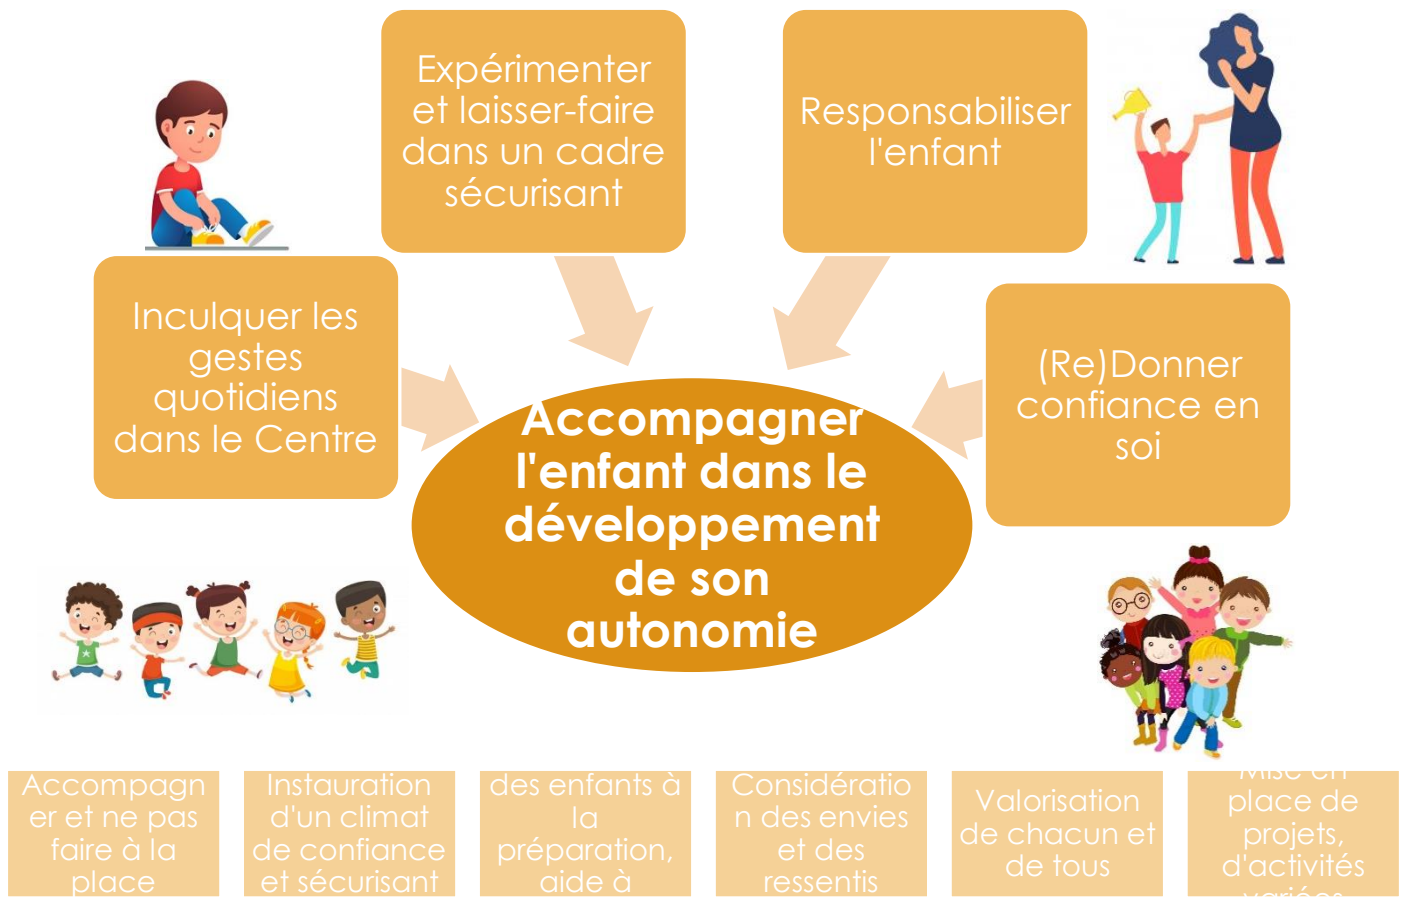 Expérimenter
et laisser-faire
dans un cadre
sécurisant
Responsabiliser
l'enfant
Inculquer les
gestes
quotidiens
dans le Centre
(Re)Donner
confiance en
soi
Accompagner
l'enfant dans le
développement
de son
autonomie
Accompagn
er et ne pas
faire à la
place
Instauration
d'un climat
de confiance
et sécurisant
des enfants à
la
préparation,
aide à
Considératio
n des envies
et des
ressentis
Valorisation
de chacun et
de tous
Mise en
place de
projets,
d'activités
variées